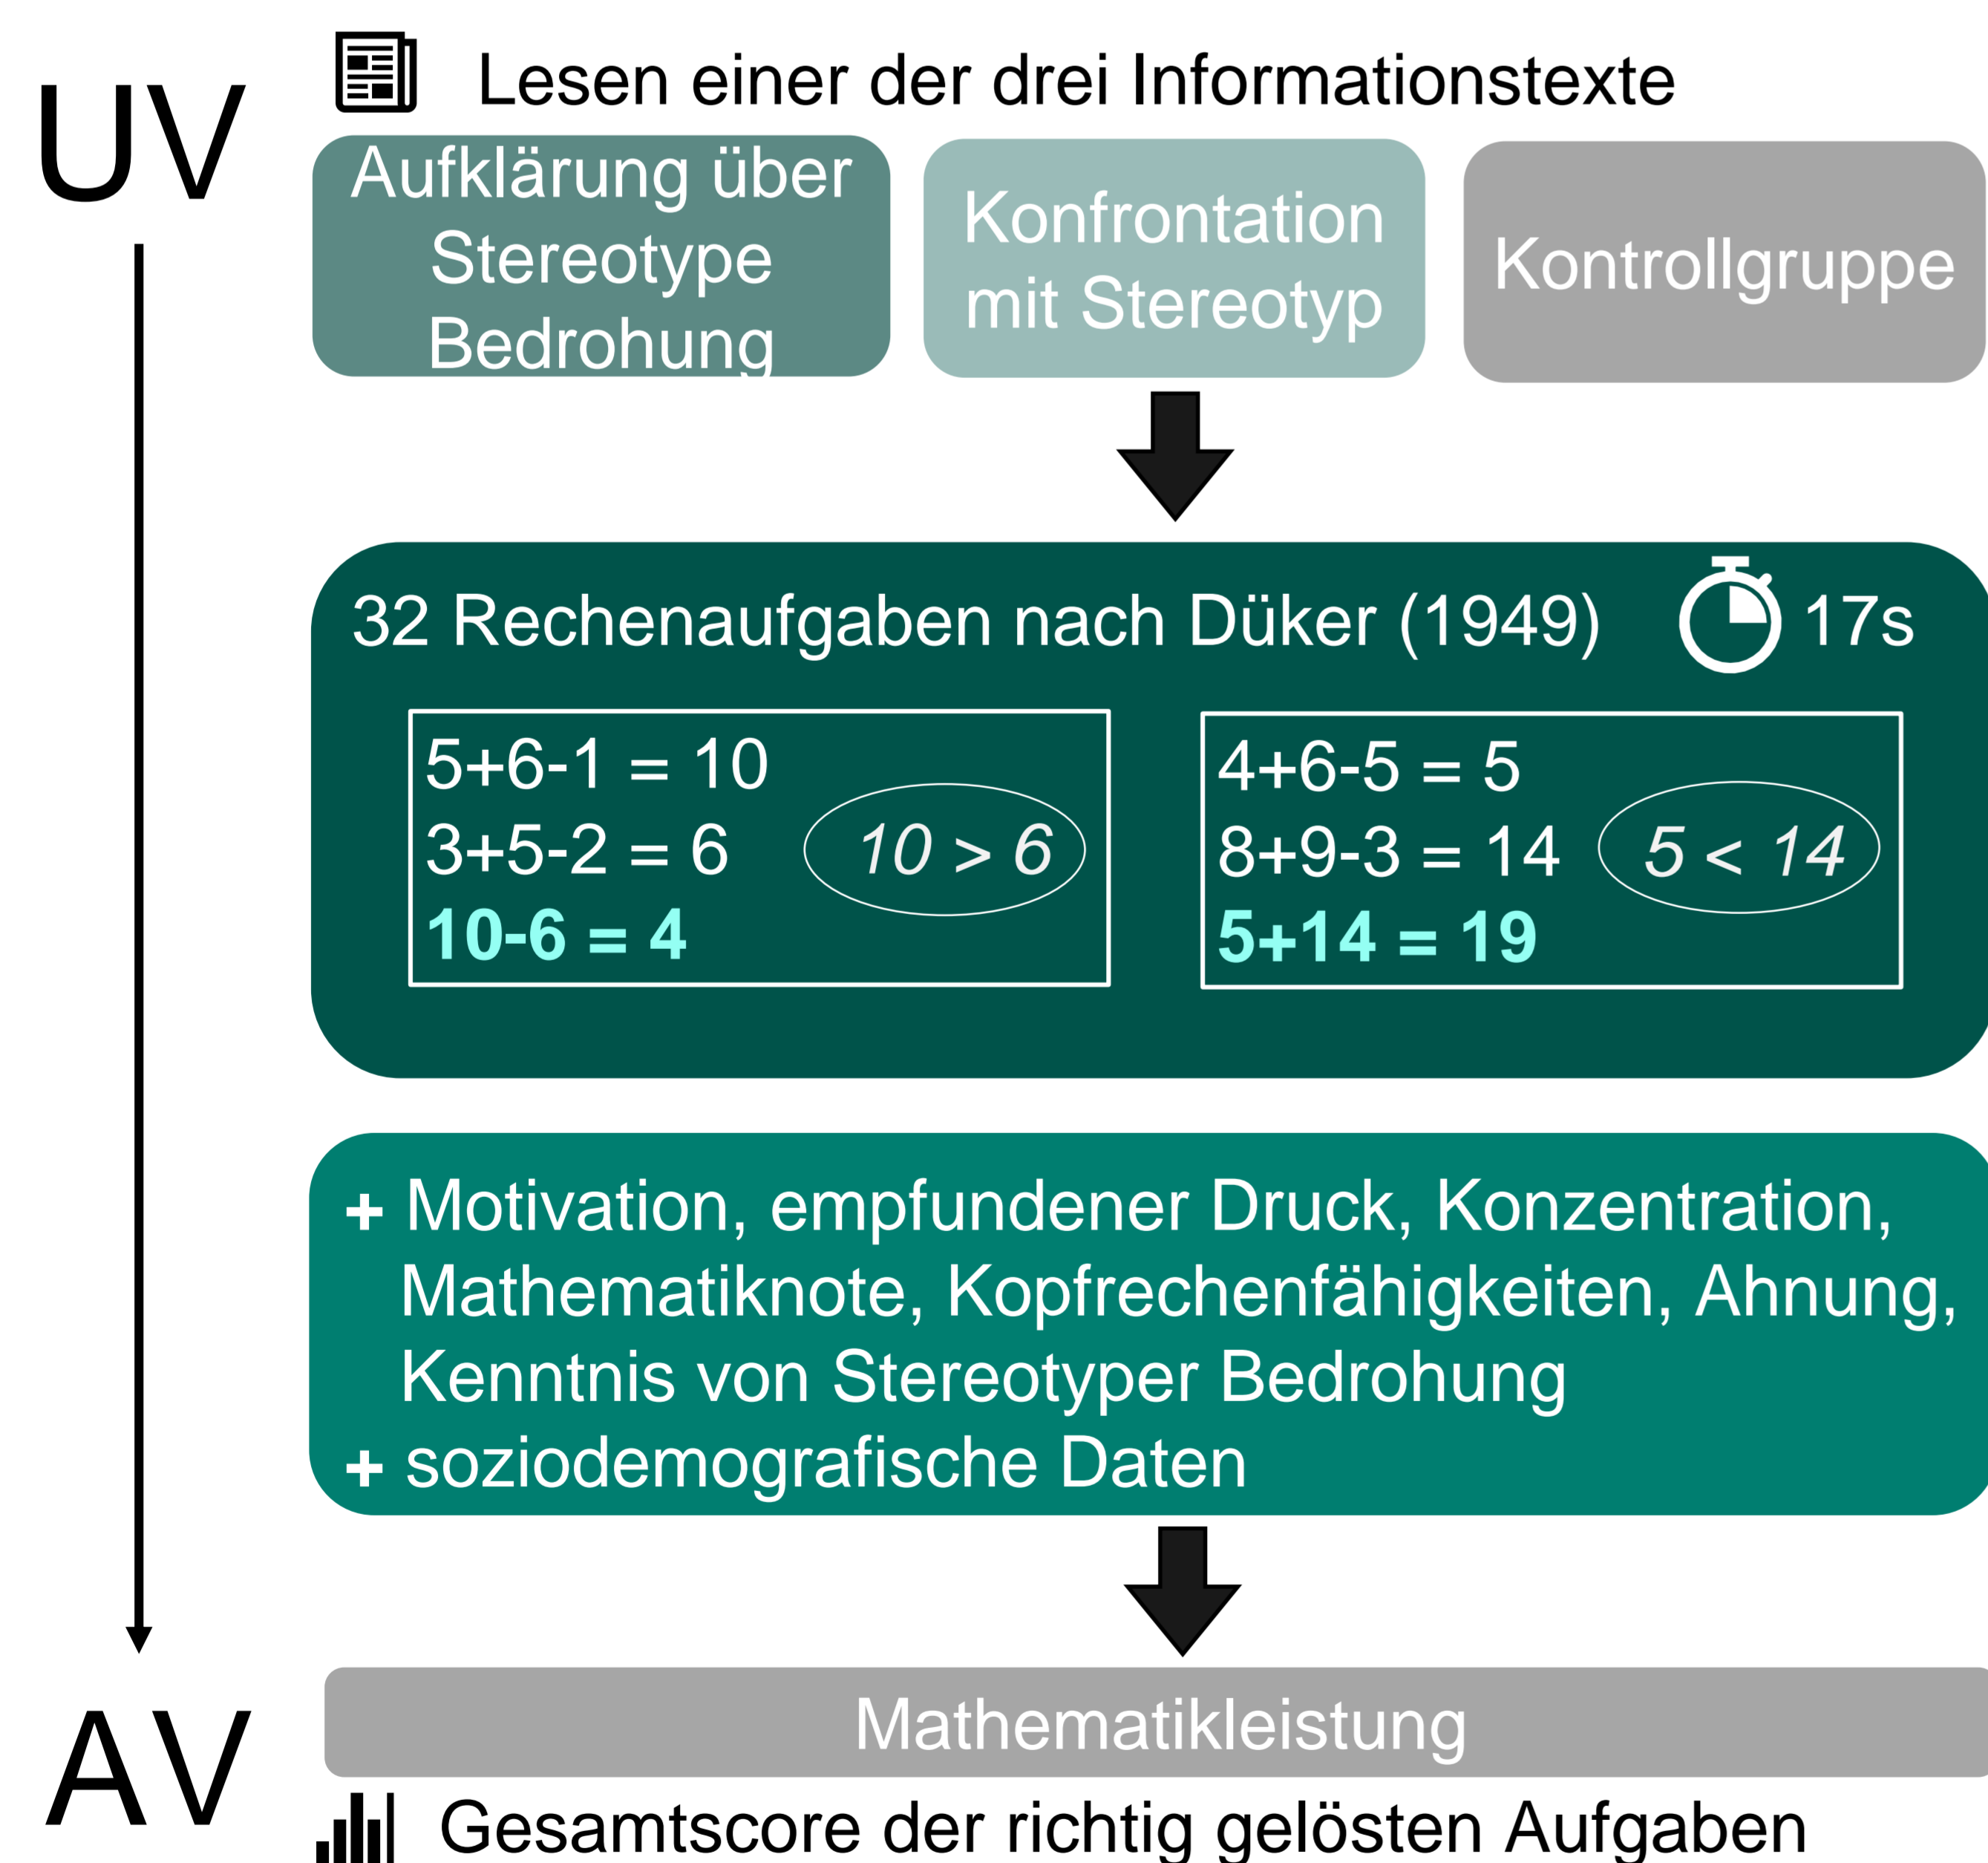 UV
Lesen einer der drei Informationstexte
Aufklärung über
Stereotype
Bedrohung
Konfrontation
mit Stereotyp
Kontrollgruppe
32 Rechenaufgaben nach Düker (1949)
17s
5+6-1 = 10
3+5-2 = 6
10-6 = 4
10 > 6
4+6-5 = 5
8+9-3 = 14
5+14 = 19
5 < 14
+ Motivation, empfundener Druck, Konzentration,
Mathematiknote, Kopfrechenfähigkeiten, Ahnung,
Kenntnis von Stereotyper Bedrohung
+ soziodemografische Daten
AV
Mathematikleistung
Gesamtscore der richtig gelösten Aufgaben